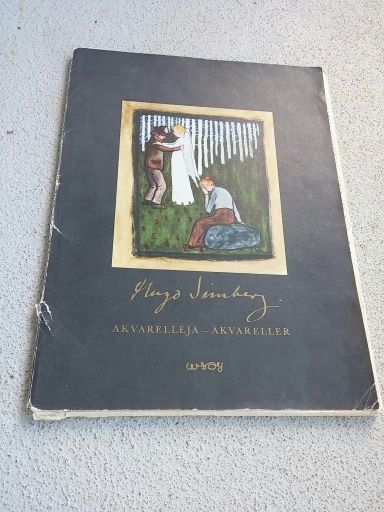 Hugo Simberg.
AKVARELLEJA – AKVARELLER
WSOY